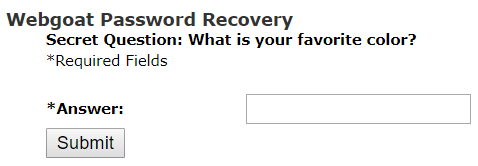 Webgoat Password Recovery
Secret Question: What is your favorite color?
*Required Fields
*Answer:
Submit